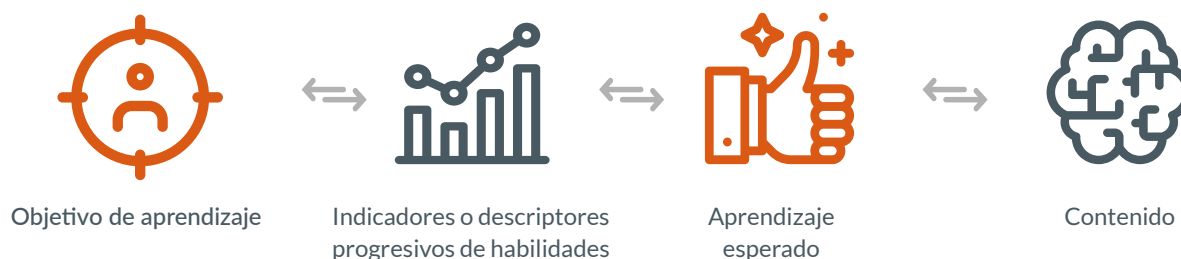 Objetivo de aprendizaje
Indicadores o descriptores
progresivos de habilidades
Aprendizaje
esperado
Contenido